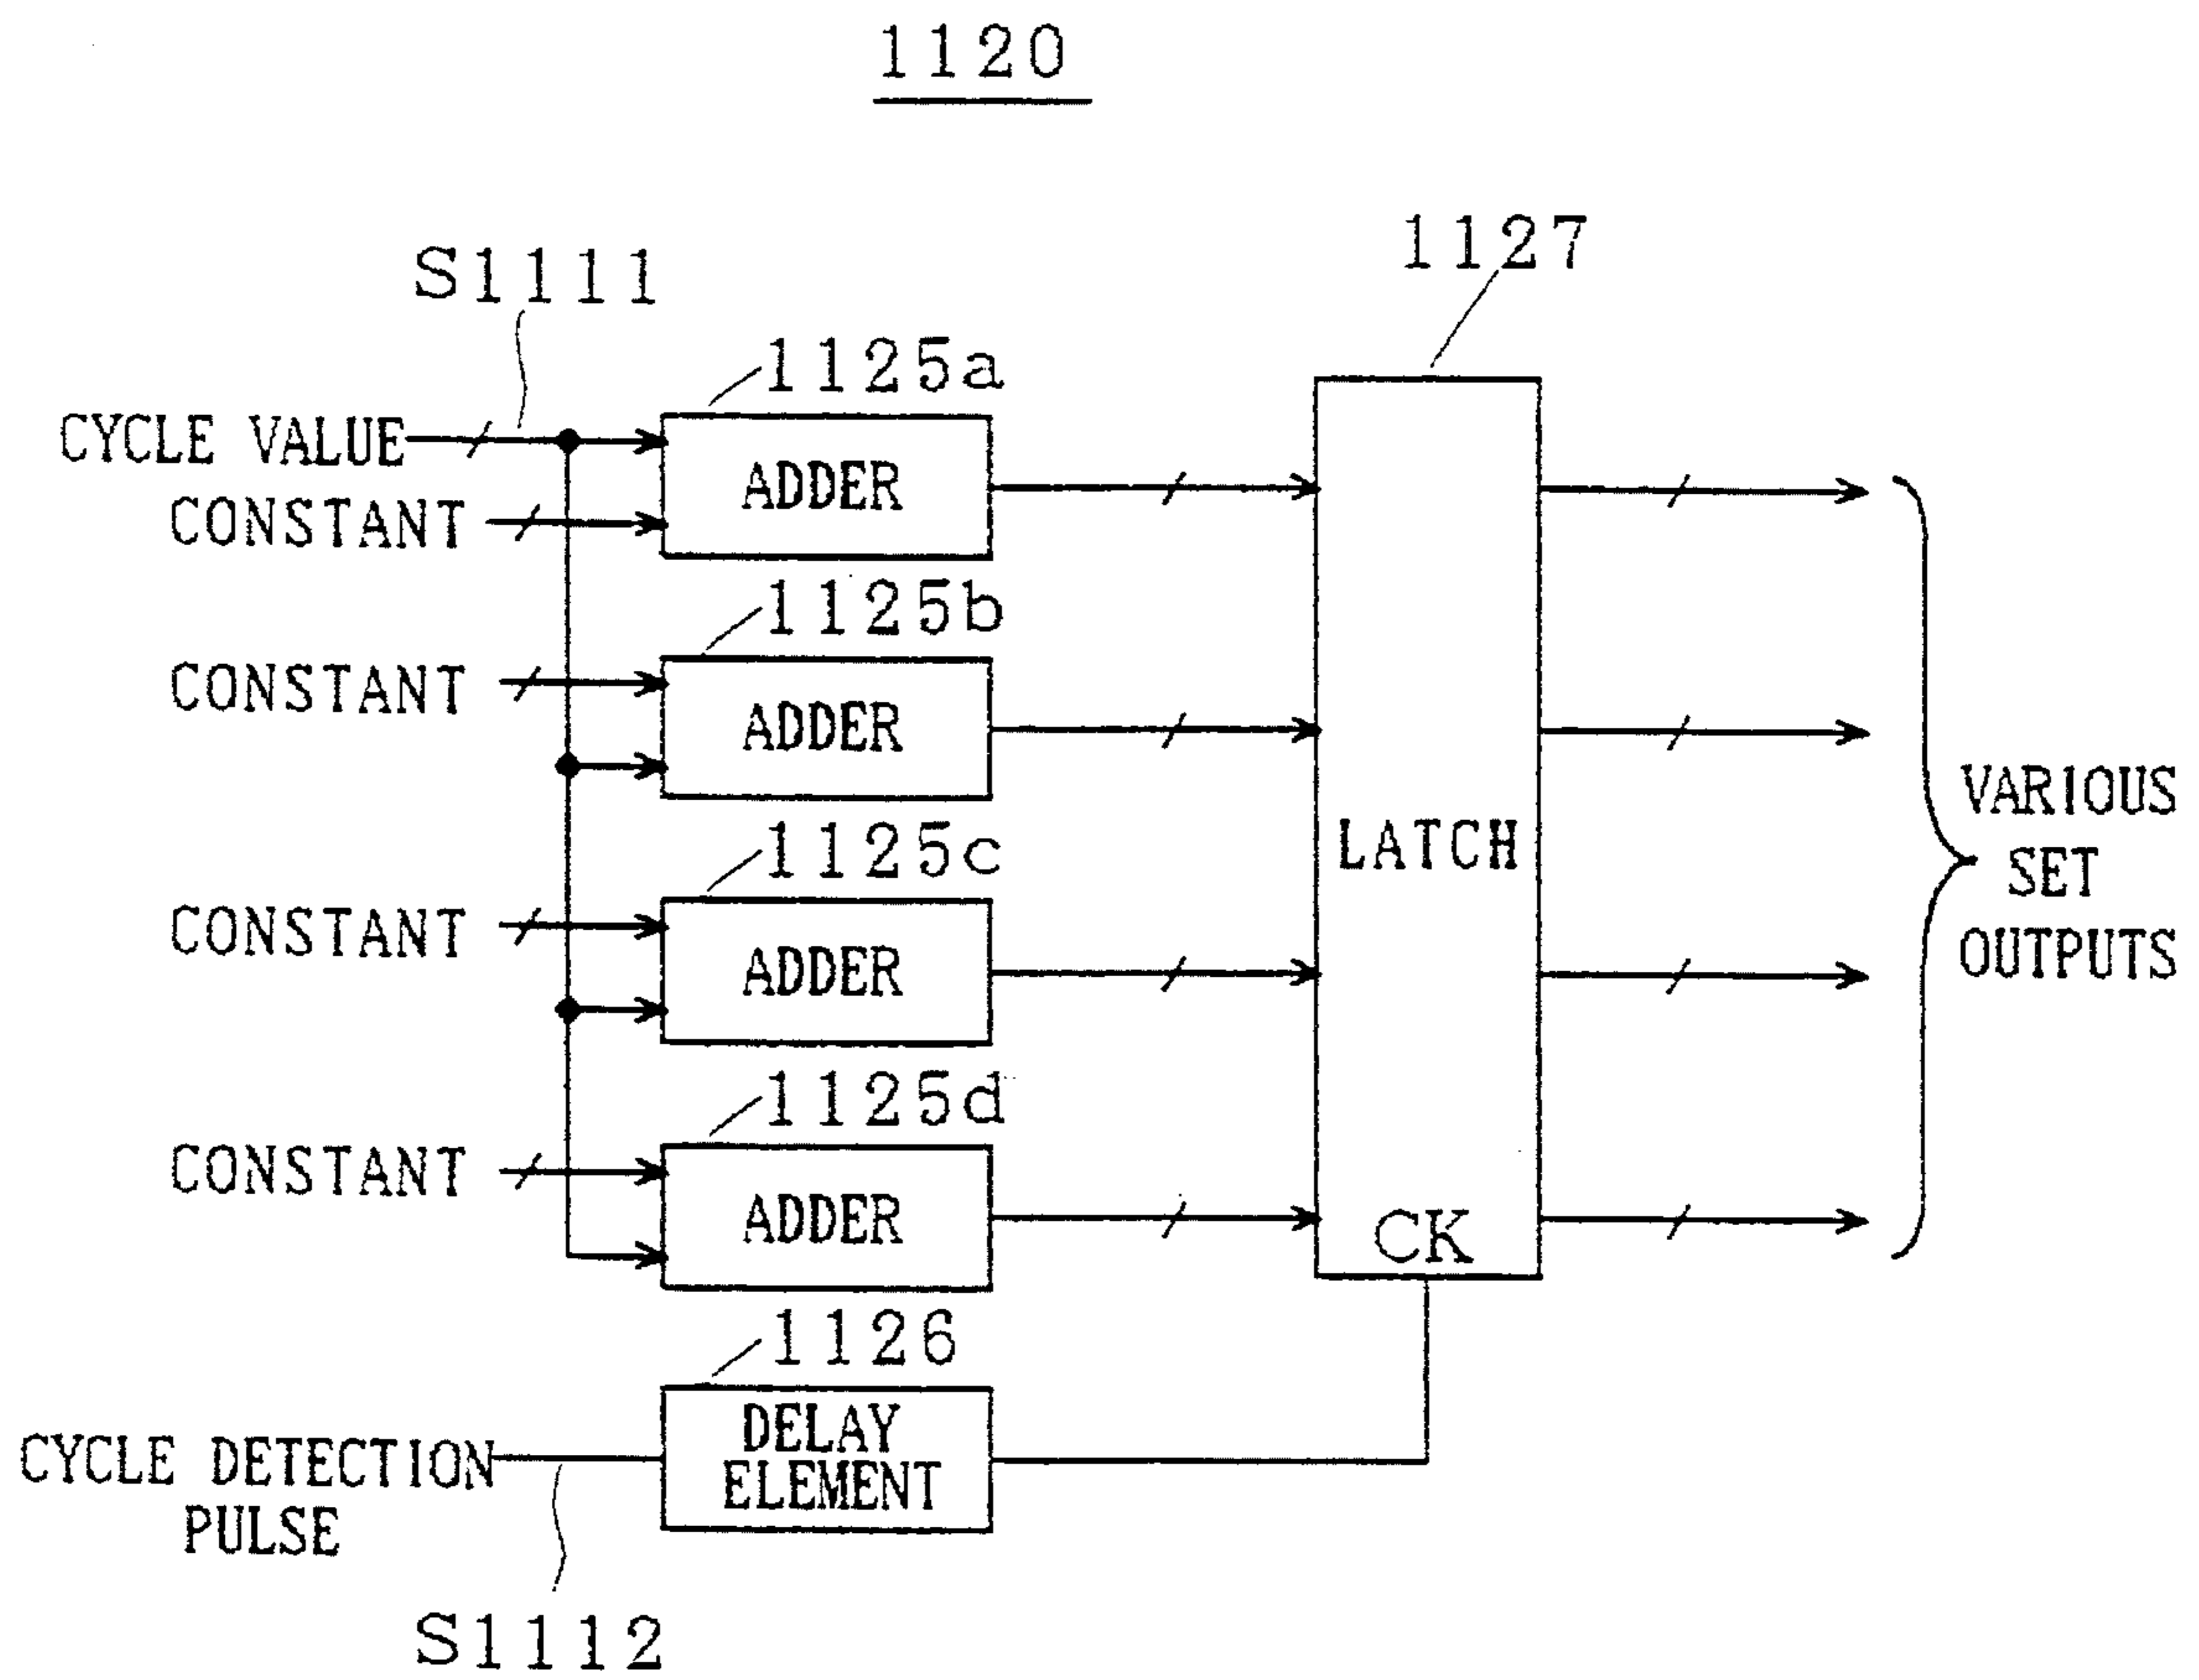 1120
S1111
1127
1125a
CYCLE VALUE
ADDER
CONSTANT
1125b
CONSTANT
ADDER
VARIOUS
SET
OUTPUTS
1125c
LATCH
CONSTANT
ADDER
1125d
CONSTANT
ADDER
CK
1126
DELAY
ELEMENT
CYCLE DETECTION
PULSE
S1112